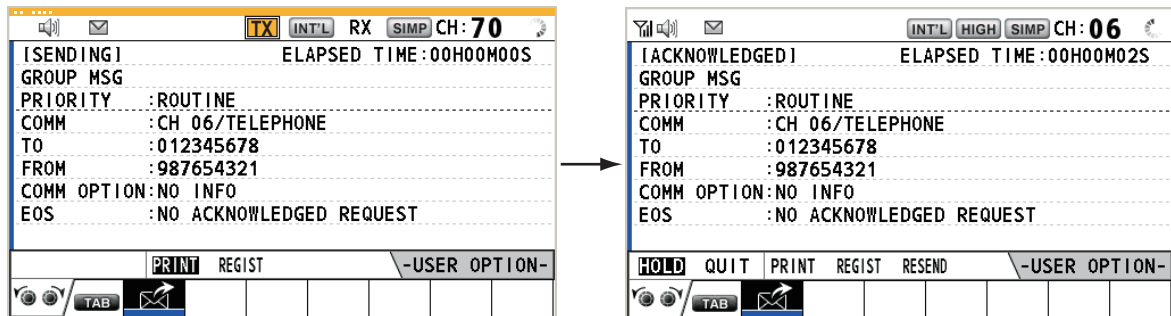 TX INT'L RX SIMP CH:70
[SENDING] ELAPSED TIME:00H00M00S
GROUP MSG
PRIORITY :ROUTINE
COMM :CH 06/TELEPHONE
TO :012345678
FROM :987654321
COMM OPTION:NO INFO
EOS :NO ACKNOWLEDGED REQUEST
PRINT REGIST -USER OPTION-
TAB
INT'L HIGH SIMP CH:06
[ACKNOWLEDGED] ELAPSED TIME:00H00M02S
GROUP MSG
PRIORITY :ROUTINE
COMM :CH 06/TELEPHONE
TO :012345678
FROM :987654321
COMM OPTION:NO INFO
EOS :NO ACKNOWLEDGED REQUEST
HOLD QUIT PRINT REGIST RESEND -USER OPTION-
TAB